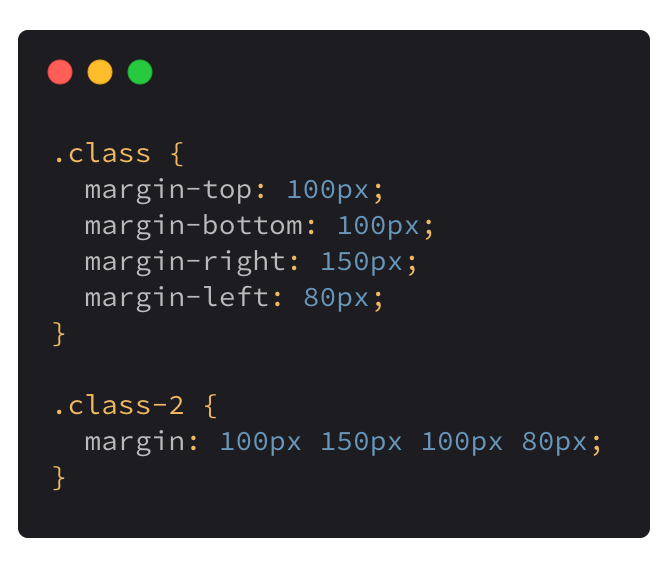 .class {
  margin-top: 100px;
  margin-bottom: 100px;
  margin-right: 150px;
  margin-left: 80px;
}

.class-2 {
  margin: 100px 150px 100px 80px;
}